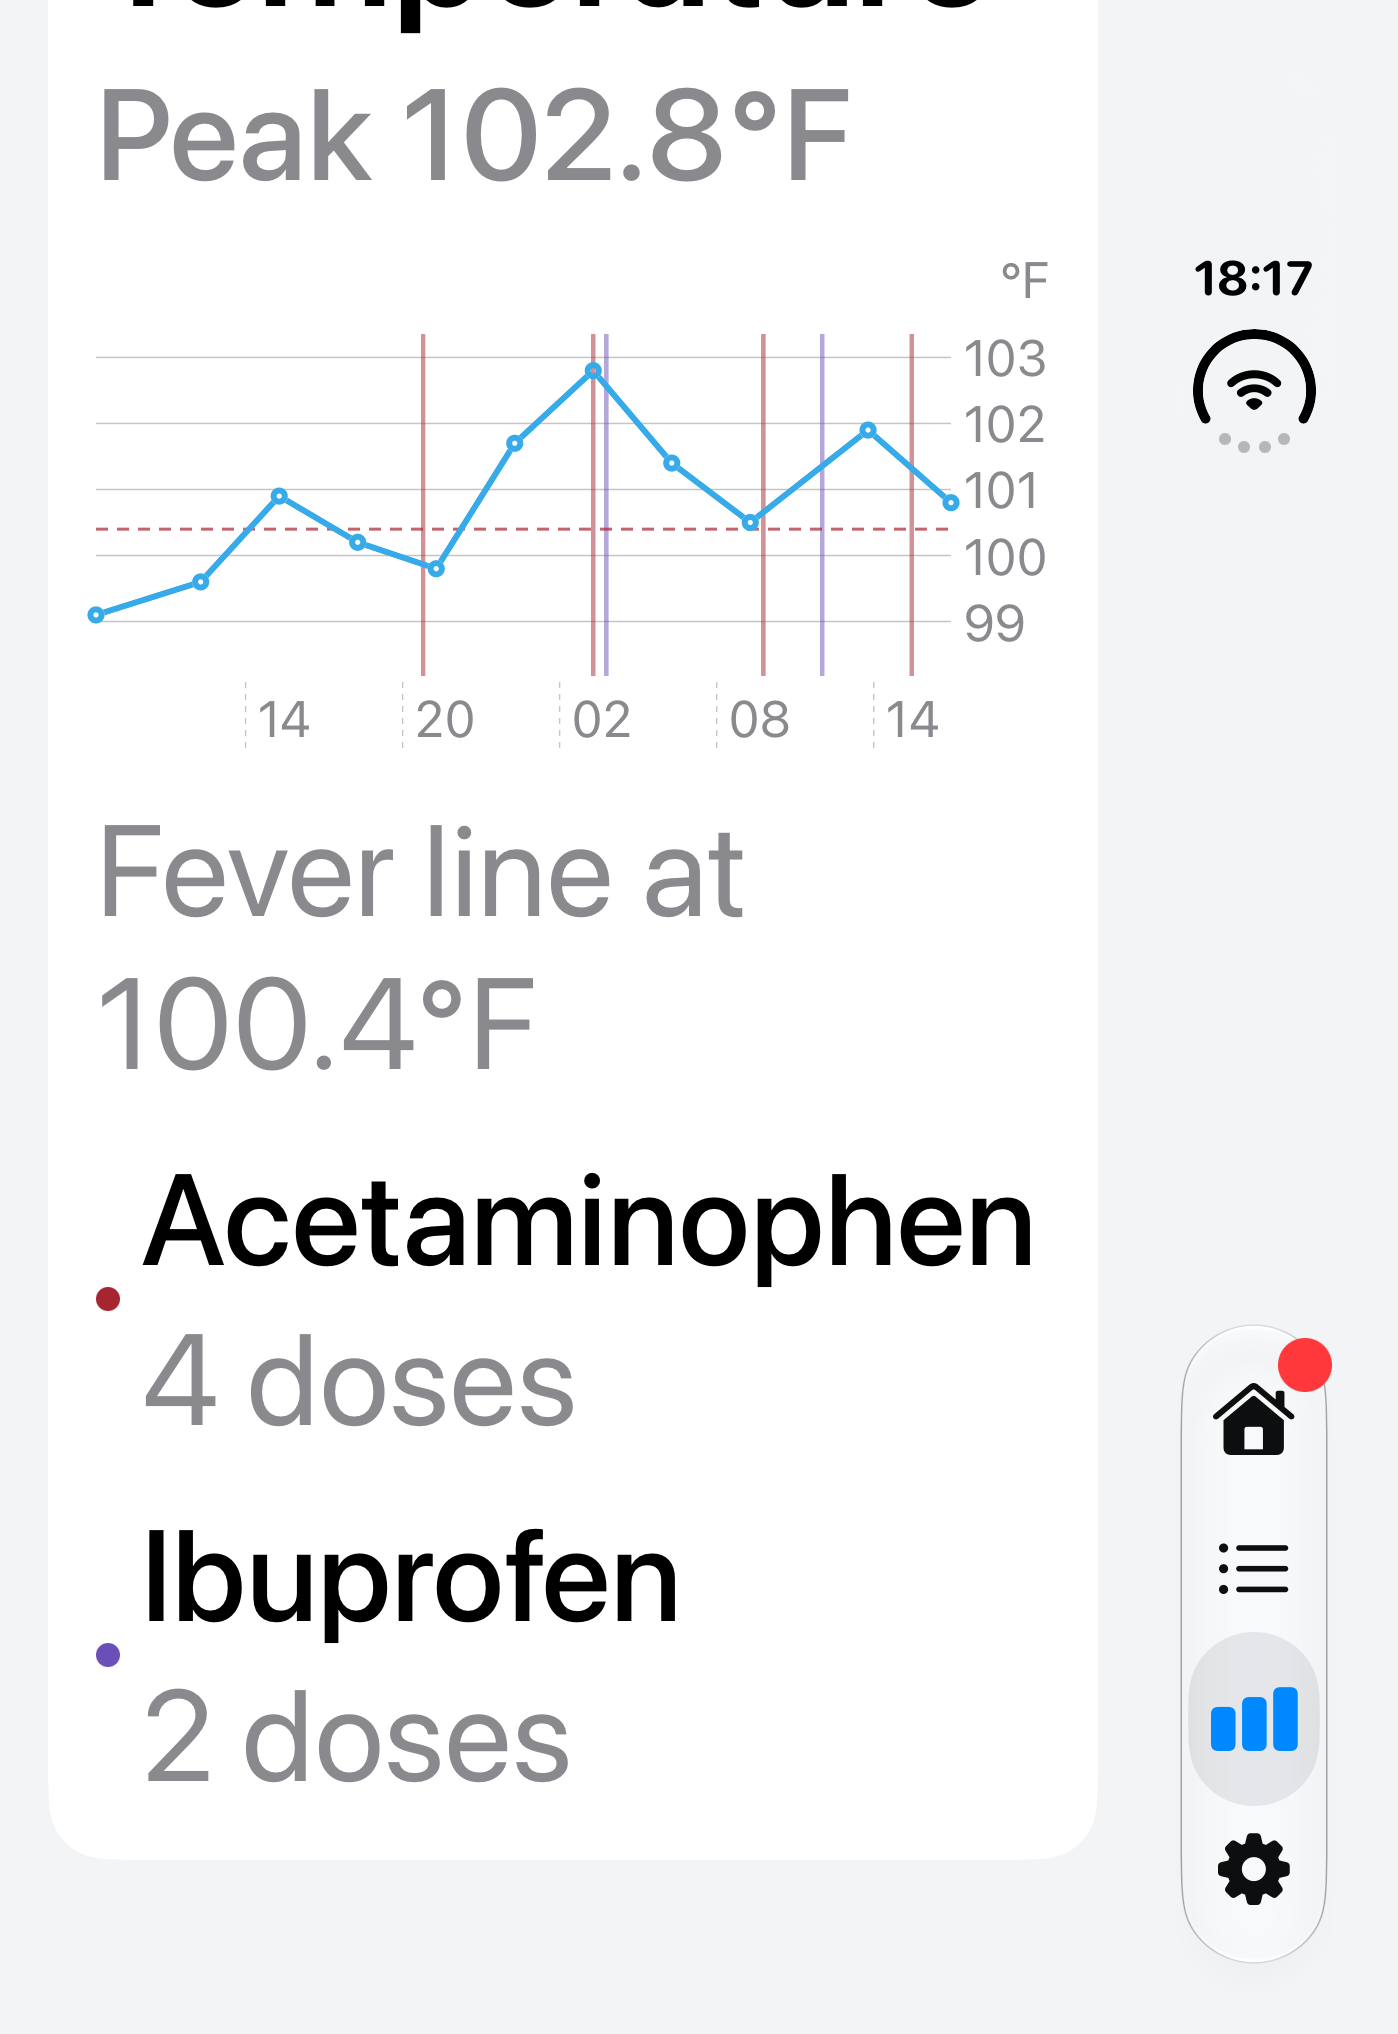 Temperature
Peak 102.8°F
°F
103
102
101
100
99
14
20
02
08
14
Fever line at
100.4°F
Acetaminophen
4 doses
Ibuprofen
2 doses
18:17